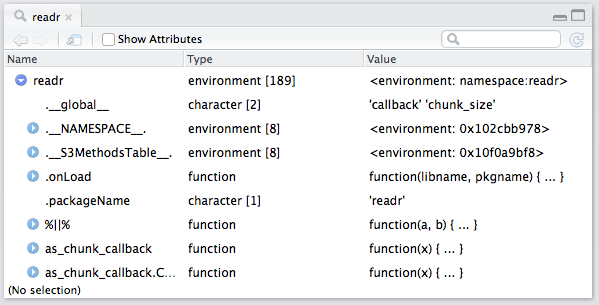 readr ×
Show Attributes
Name Type Value
readr environment [189] <environment: namespace:readr>
.__global__ character [2] 'callback' 'chunk_size'
.__NAMESPACE__. environment [8] <environment: 0x102cbb978>
.__S3MethodsTable__. environment [8] <environment: 0x10f0a9bf8>
.onLoad function function(libname, pkgname) { ... }
.packageName character [1] 'readr'
%||% function function(a, b) { ... }
as_chunk_callback function function(x) { ... }
as_chunk_callback.C... function function(x) { ... }
(No selection)